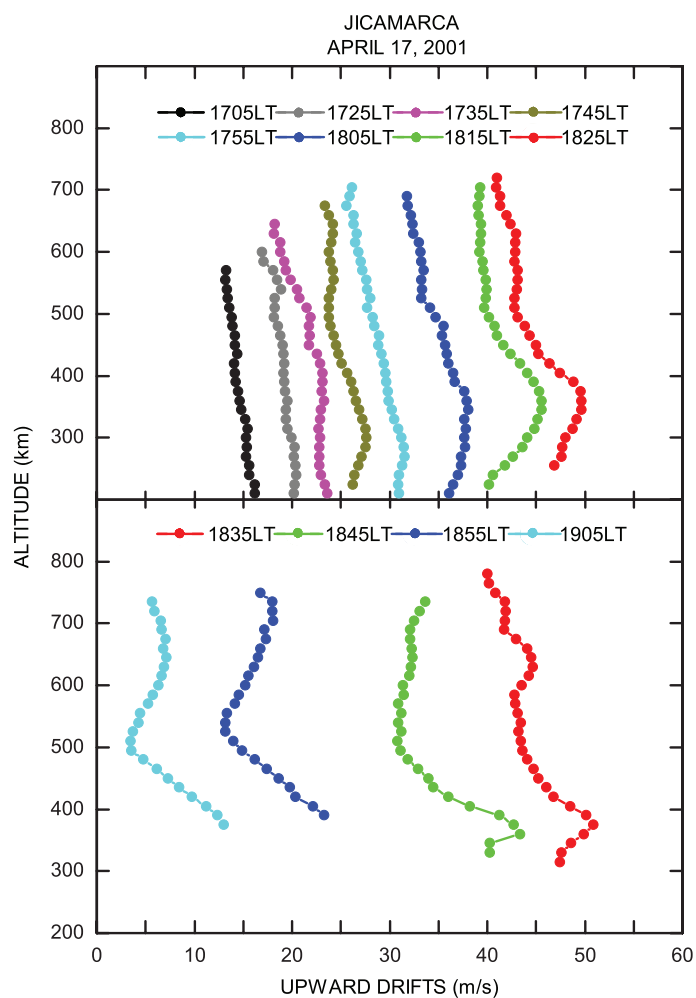 JICAMARCA
APRIL 17, 2001
1705LT 1725LT 1735LT 1745LT
1755LT 1805LT 1815LT 1825LT
800
700
600
500
400
300
ALTITUDE (km)
1835LT 1845LT 1855LT 1905LT
800
700
600
500
400
300
200
0 10 20 30 40 50 60
UPWARD DRIFTS (m/s)